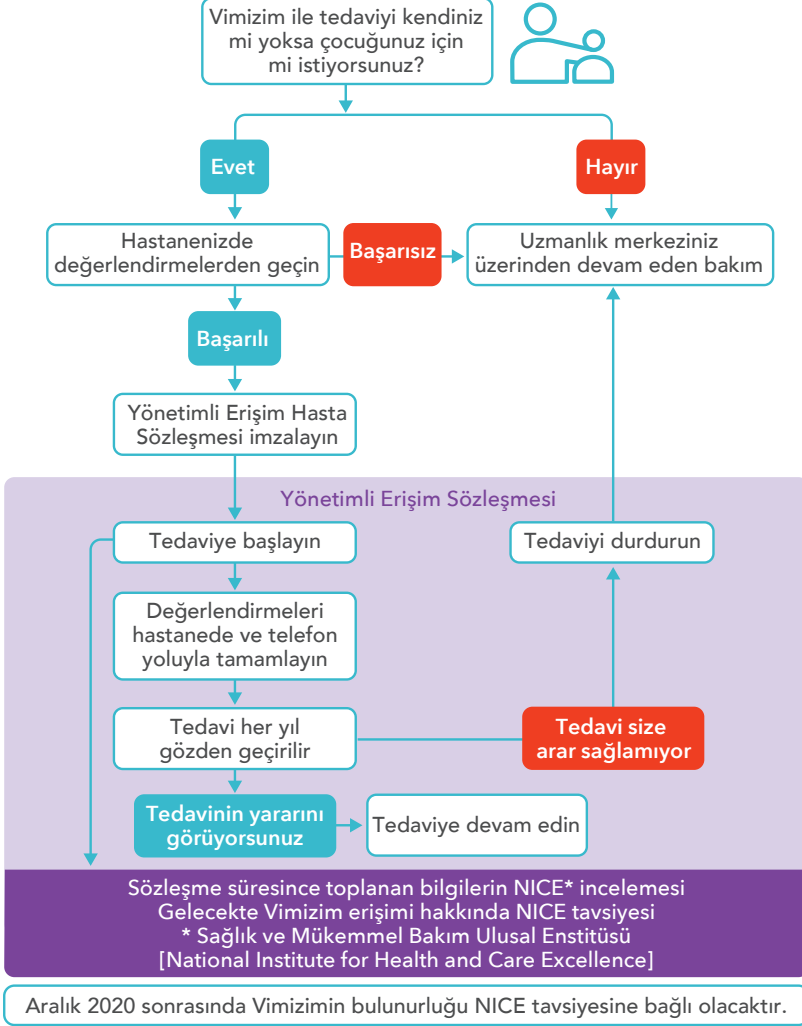 Vimizim ile tedaviyi kendiniz
mi yoksa çocuğunuz için
mi istiyorsunuz?
Evet
Hayır
Hastanenizde
değerlendirmelerden geçin
Başarısız
Uzmanlık merkeziniz
üzerinden devam eden bakım
Başarılı
Yönetimli Erişim Hasta
Sözleşmesi imzalayın
Yönetimli Erişim Sözleşmesi
Tedaviye başlayın
Tedaviyi durdurun
Değerlendirmeleri
hastanede ve telefon
yoluyla tamamlayın
Tedavi her yıl
gözden geçirilir
Tedavi size
arar sağlamıyor
Tedavinin yararını
görüyorsunuz
Tedaviye devam edin
Sözleşme süresince toplanan bilgilerin NICE* incelemesi
Gelecekte Vimizim erişimi hakkında NICE tavsiyesi
* Sağlık ve Mükemmel Bakım Ulusal Enstitüsü
[National Institute for Health and Care Excellence]
Aralık 2020 sonrasında Vimizimin bulunurluğu NICE tavsiyesine bağlı olacaktır.